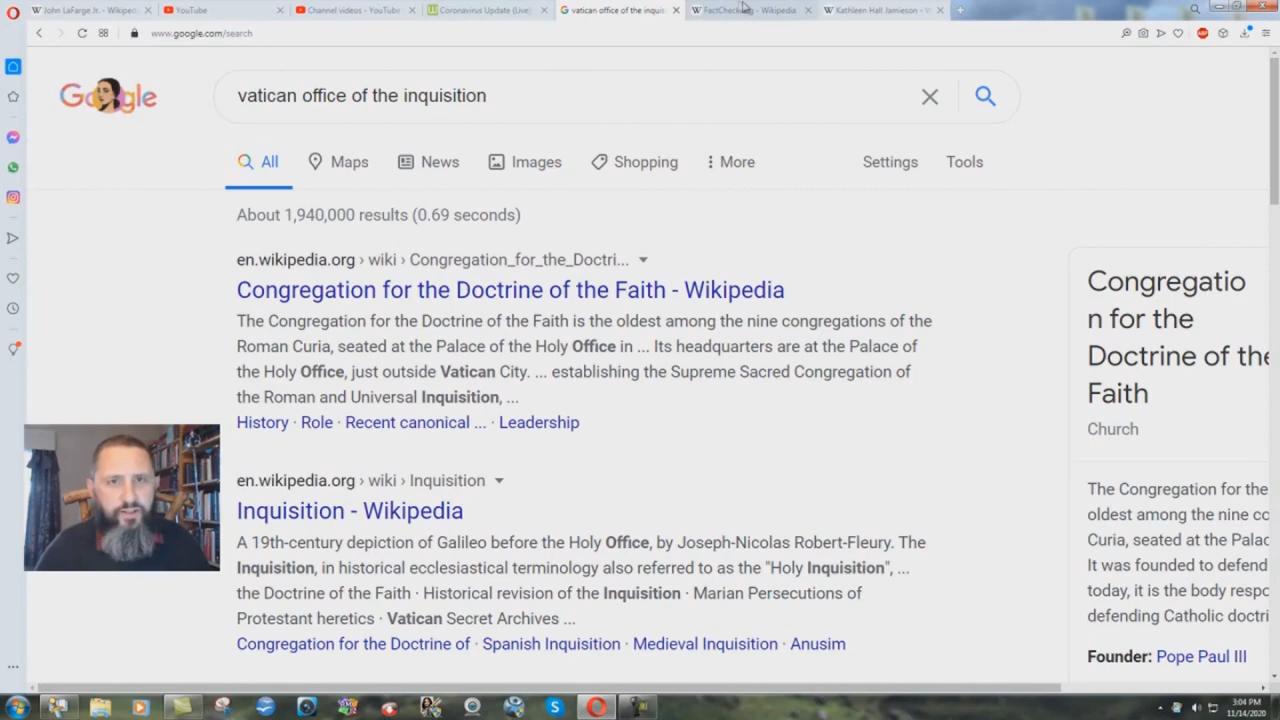 John LaFarge Jr. - Wikiped
YouTube
Channel videos - YouTube
Coronavirus Update (Live)
vatican office of the inquis
FactCheck
- Wikipedia
Kathleen Hall Jamieson - W
www.google.com/search
ABP
Google
vatican office of the inquisition
All
Maps
News
Images
Shopping
More
Settings
Tools
About 1,940,000 results (0.69 seconds)
en.wikipedia.org › wiki › Congregation_for_the_Doctri...
Congregation for the Doctrine of the Faith - Wikipedia
The Congregation for the Doctrine of the Faith is the oldest among the nine congregations of the
Roman Curia, seated at the Palace of the Holy Office in ... Its headquarters are at the Palace of
the Holy Office, just outside Vatican City. ... establishing the Supreme Sacred Congregation of
the Roman and Universal Inquisition, ...
History · Role · Recent canonical ... · Leadership
en.wikipedia.org › wiki › Inquisition
Inquisition - Wikipedia
A 19th-century depiction of Galileo before the Holy Office, by Joseph-Nicolas Robert-Fleury. The
Inquisition, in historical ecclesiastical terminology also referred to as the "Holy Inquisition", ...
the Doctrine of the Faith · Historical revision of the Inquisition · Marian Persecutions of
Protestant heretics · Vatican Secret Archives ...
Congregation for the Doctrine of · Spanish Inquisition · Medieval Inquisition · Anusim
Congregatio
n for the
Doctrine of the
Faith
Church
The Congregation for the
oldest among the nine co
Curia, seated at the Palac
It was founded to defend
today, it is the body respo
defending Catholic doctri
Founder: Pope Paul III
3:04 PM
11/14/2020